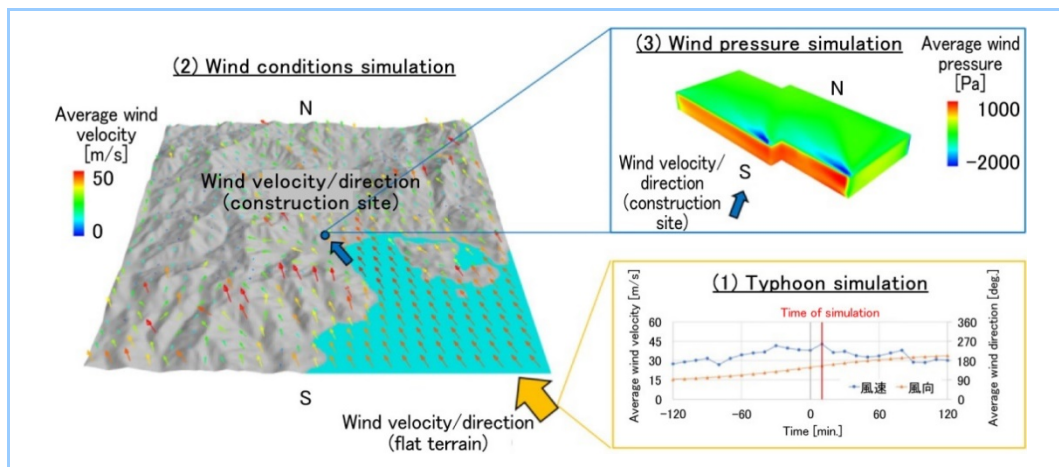 (2) Wind conditions simulation
N
Average wind
velocity
[m/s]
50
0
Wind velocity/direction
(construction site)
S
Wind velocity/direction
(flat terrain)
(3) Wind pressure simulation
Average wind
pressure
[Pa]
1000
-2000
N
S
Wind velocity/
direction
(construction
site)
(1) Typhoon simulation
Time of simulation
Average wind velocity [m/s]
60
45
30
15
0
Average wind direction [deg.]
360
270
180
90
0
風速
風向
-120
-60
0
60
120
Time [min.]